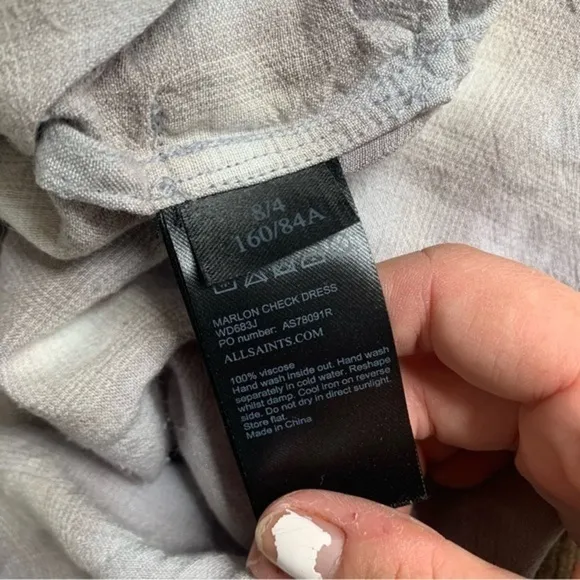 8/4
160/84A
MARLON CHECK DRESS
WD683J
PO number: AS78091R
ALLSAINTS.COM
100% viscose
Hand wash inside out. Hand wash
separately in cold water. Reshape
whilst damp. Cool iron on reverse
side. Do not dry in direct sunlight.
Store flat.
Made in China